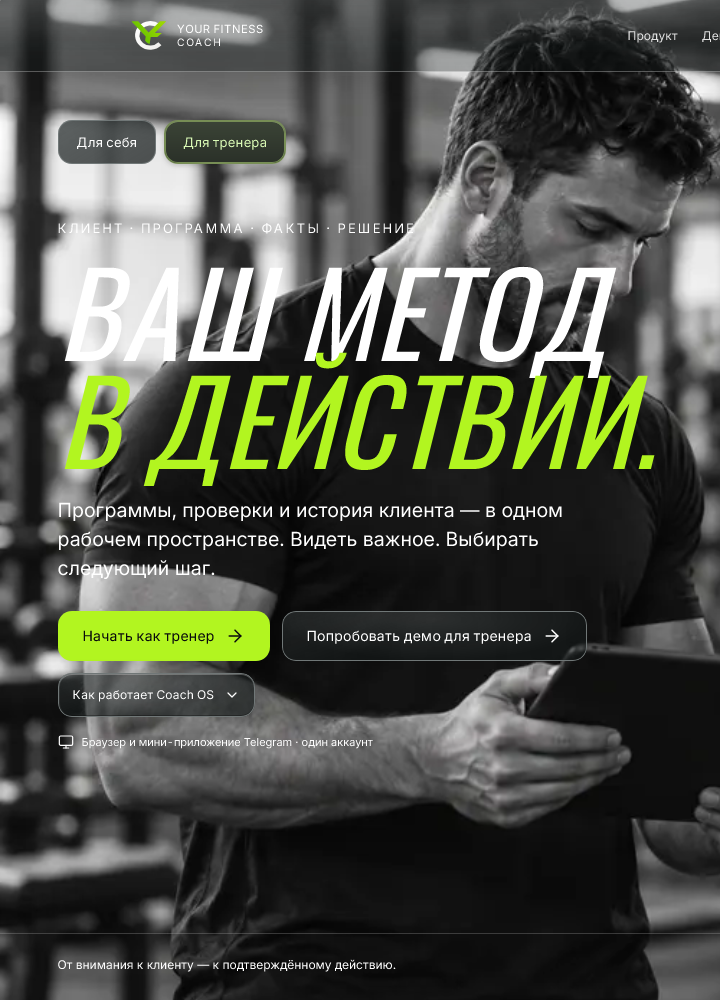 YOUR FITNESS
COACH
Продукт
Для себя
Для тренера
КЛИЕНТ · ПРОГРАММА · ФАКТЫ · РЕШЕНИЕ
ВАШ МЕТОД
В ДЕЙСТВИИ.
Программы, проверки и история клиента — в одном
рабочем пространстве. Видеть важное. Выбирать
следующий шаг.
Начать как тренер
Попробовать демо для тренера
Как работает Coach OS
Браузер и мини-приложение Telegram · один аккаунт
От внимания к клиенту — к подтверждённому действию.